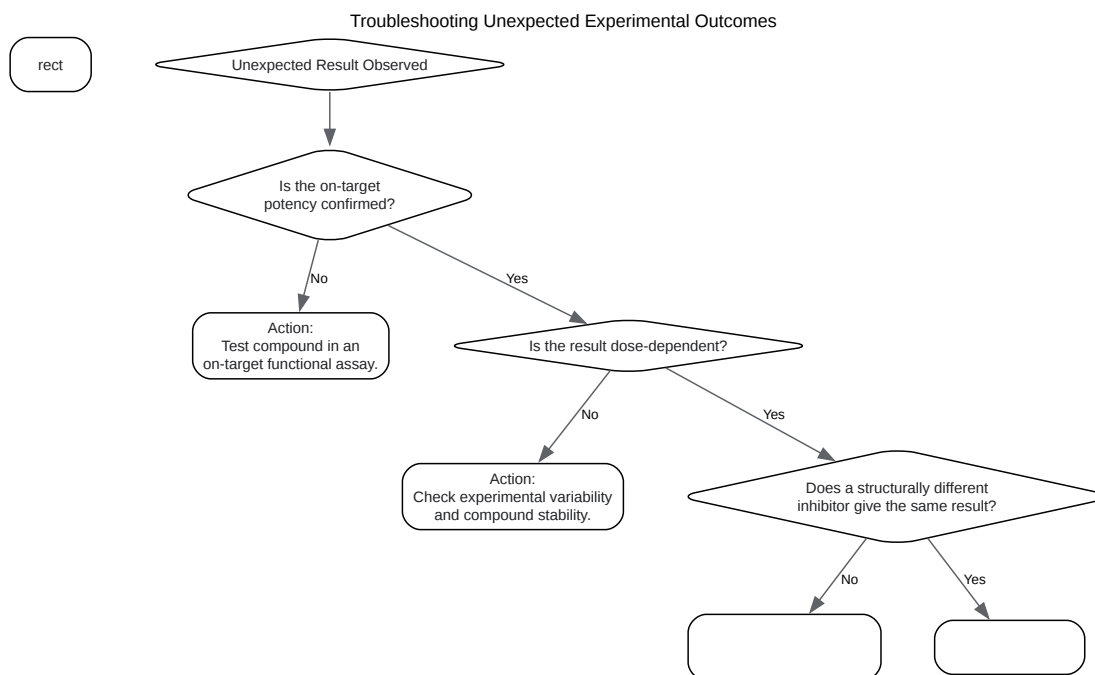 Troubleshooting Unexpected Experimental Outcomes
rect
Unexpected Result Observed
Is the on-target
potency confirmed?
No
Yes
Action:
Test compound in an
on-target functional assay.
Is the result dose-dependent?
No
Yes
Action:
Check experimental variability
and compound stability.
Does a structurally different
inhibitor give the same result?
No
Yes